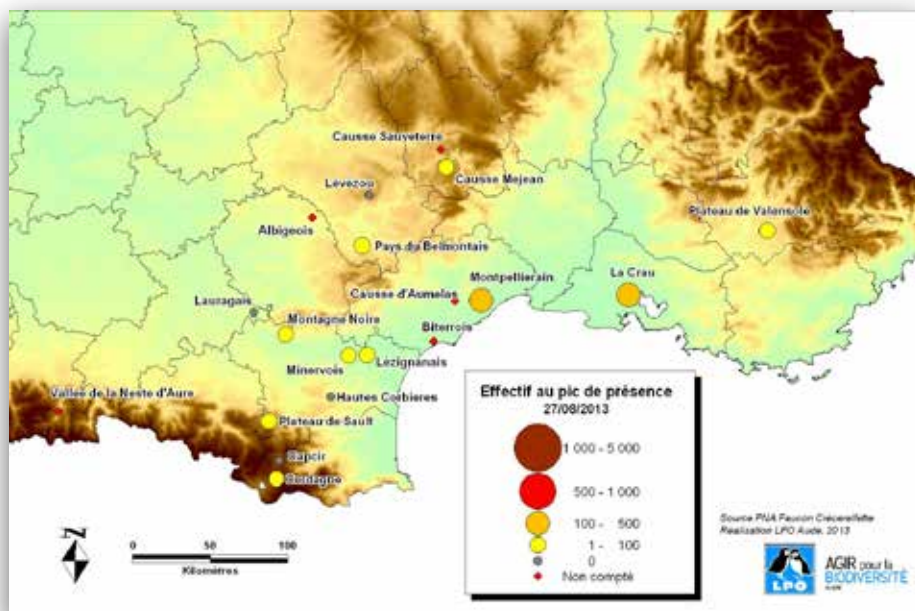 Causse Sauveterre
Causse Mejean
Lévezou
Plateau de Valensole
Albigeois
Pays du Belmontais
Montpellierain
La Crau
Causse d'Aumelas
Lauragais
Montagne Noire
Biterrois
Minervois
Lézignanais
Vallée de la Neste d'Aure
Hautes Corbieres
Plateau de Sault
Capcir
Cerdagne
Effectif au pic de présence
27/08/2013
1 000 - 5 000
500 - 1 000
100 - 500
1 - 100
0
Non compté
N
0 50 100
Kilomètres
Source PNA Faucon Crécerellette
Réalisation LPO Aude, 2013
LPO
AGIR pour la
BIODIVERSITÉ
AUDE